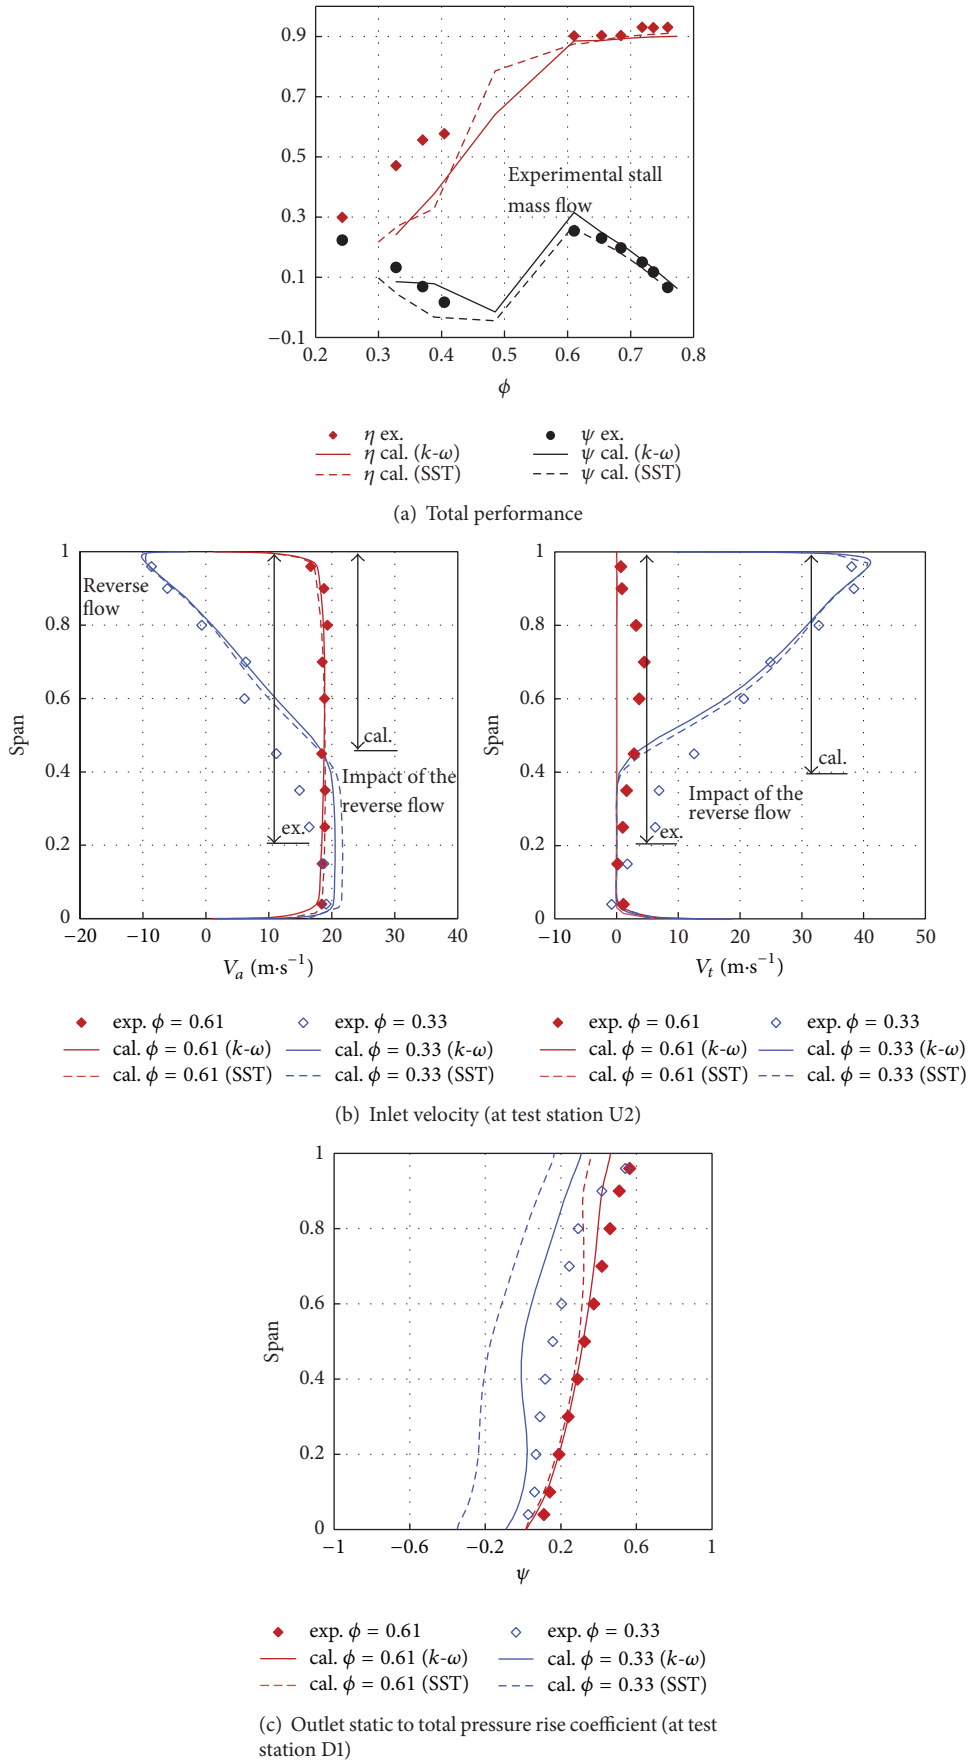 0.9
0.7
0.5
0.3
0.1
−0.1
Experimental stall
mass flow
0.2 0.3 0.4 0.5 0.6 0.7 0.8
ϕ
η ex. ψ ex.
η cal. (k-ω) ψ cal. (k-ω)
η cal. (SST) ψ cal. (SST)
(a) Total performance
Span
1
0.8
0.6
0.4
0.2
0
Reverse
flow
cal.
Impact of the
reverse flow
ex.
−20 −10 0 10 20 30 40
V_a (m·s⁻¹)
Span
1
0.8
0.6
0.4
0.2
0
cal.
Impact of the
reverse flow
ex.
−10 0 10 20 30 40 50
V_t (m·s⁻¹)
exp. ϕ = 0.61 exp. ϕ = 0.33
cal. ϕ = 0.61 (k-ω) cal. ϕ = 0.33 (k-ω)
cal. ϕ = 0.61 (SST) cal. ϕ = 0.33 (SST)
exp. ϕ = 0.61 exp. ϕ = 0.33
cal. ϕ = 0.61 (k-ω) cal. ϕ = 0.33 (k-ω)
cal. ϕ = 0.61 (SST) cal. ϕ = 0.33 (SST)
(b) Inlet velocity (at test station U2)
Span
1
0.8
0.6
0.4
0.2
0
−1 −0.6 −0.2 0.2 0.6 1
ψ
exp. ϕ = 0.61 exp. ϕ = 0.33
cal. ϕ = 0.61 (k-ω) cal. ϕ = 0.33 (k-ω)
cal. ϕ = 0.61 (SST) cal. ϕ = 0.33 (SST)
(c) Outlet static to total pressure rise coefficient (at test
station D1)